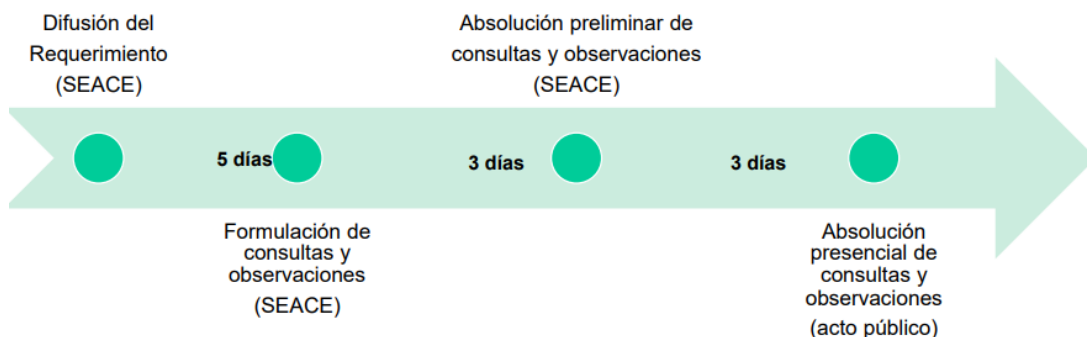 Difusión del
Requerimiento
(SEACE)
Absolución preliminar de
consultas y observaciones
(SEACE)
5 días
3 días
3 días
Formulación de
consultas y
observaciones
(SEACE)
Absolución
presencial de
consultas y
observaciones
(acto público)